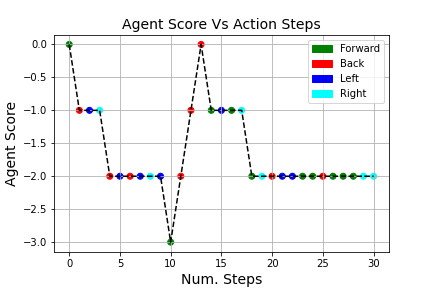 Agent Score Vs Action Steps
0.0
−0.5
−1.0
−1.5
−2.0
−2.5
−3.0
Agent Score
Forward
Back
Left
Right
0 5 10 15 20 25 30
Num. Steps